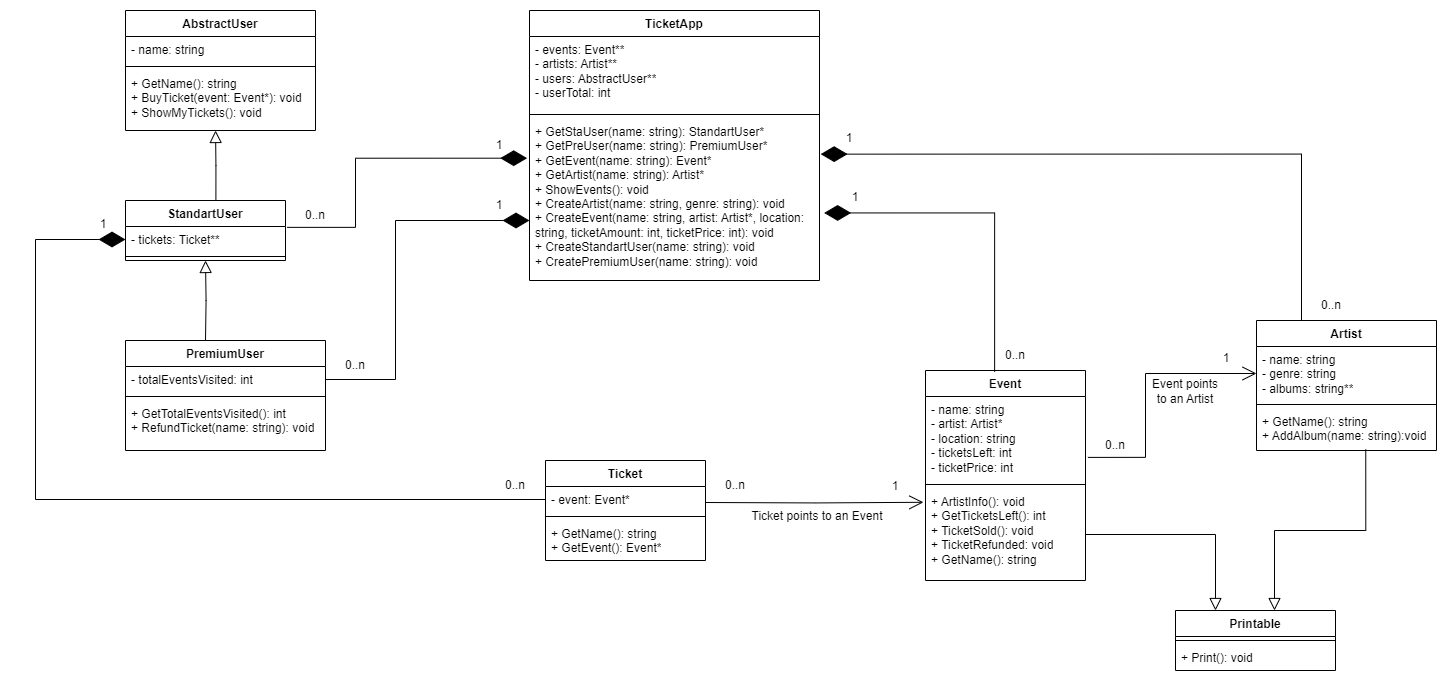 AbstractUser
- name: string
+ GetName(): string
+ BuyTicket(event: Event*): void
+ ShowMyTickets(): void
TicketApp
- events: Event**
- artists: Artist**
- users: AbstractUser**
- userTotal: int
+ GetStaUser(name: string): StandartUser*
+ GetPreUser(name: string): PremiumUser*
+ GetEvent(name: string): Event*
+ GetArtist(name: string): Artist*
+ ShowEvents(): void
+ CreateArtist(name: string, genre: string): void
+ CreateEvent(name: string, artist: Artist*, location:
string, ticketAmount: int, ticketPrice: int): void
+ CreateStandartUser(name: string): void
+ CreatePremiumUser(name: string): void
1
1
1
1
0..n
0..n
0..n
0..n
StandartUser
- tickets: Ticket**
1
PremiumUser
- totalEventsVisited: int
+ GetTotalEventsVisited(): int
+ RefundTicket(name: string): void
Artist
- name: string
- genre: string
- albums: string**
+ GetName(): string
+ AddAlbum(name: string):void
Event
- name: string
- artist: Artist*
- location: string
- ticketsLeft: int
- ticketPrice: int
+ ArtistInfo(): void
+ GetTicketsLeft(): int
+ TicketSold(): void
+ TicketRefunded: void
+ GetName(): string
1
Event points
to an Artist
0..n
Ticket
- event: Event*
+ GetName(): string
+ GetEvent(): Event*
0..n
0..n
1
Ticket points to an Event
Printable
+ Print(): void